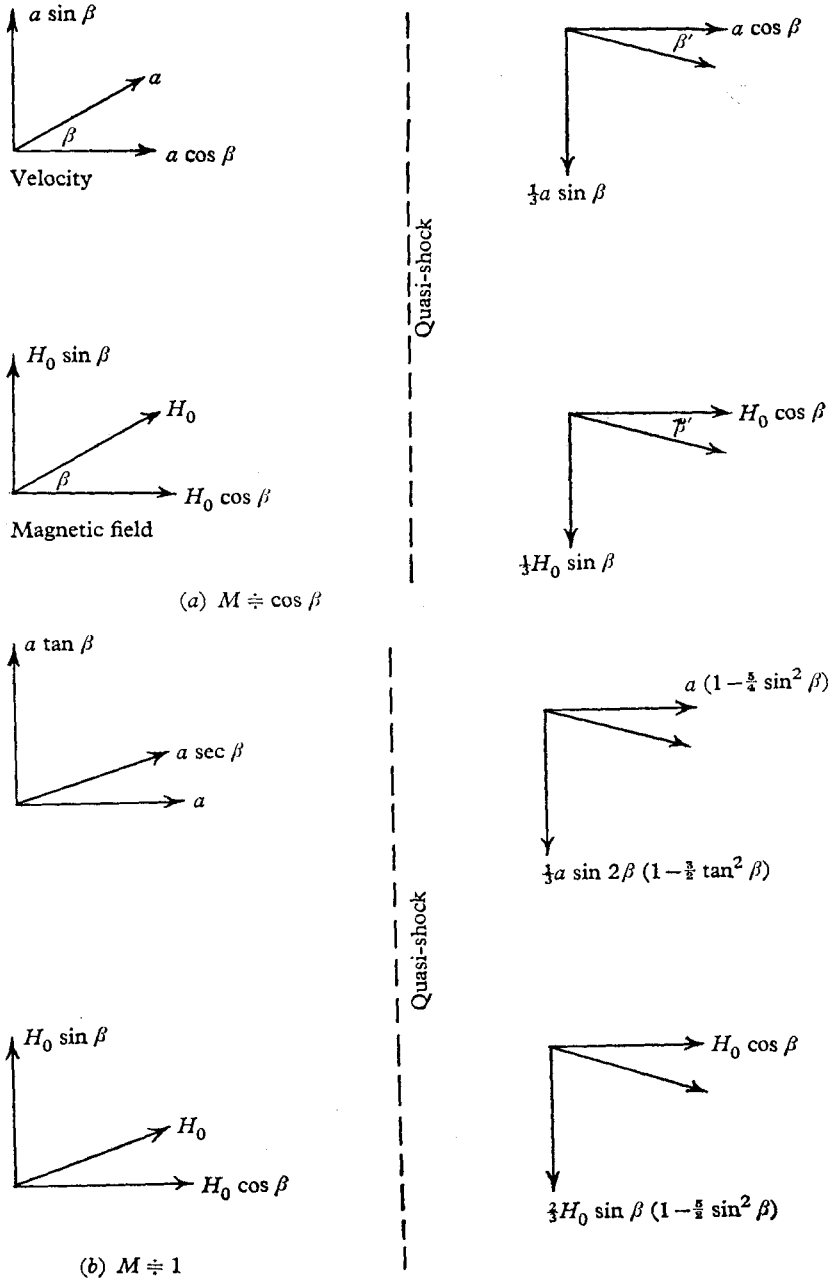 a sin β
a
β
a cos β
Velocity
a cos β
β′
⅓a sin β
Quasi-shock
H₀ sin β
H₀
β
H₀ cos β
Magnetic field
H₀ cos β
β′
⅓H₀ sin β
(a) M ≑ cos β
a tan β
a sec β
a
a (1−5/4 sin² β)
⅓a sin 2β (1−3/2 tan² β)
Quasi-shock
H₀ sin β
H₀
H₀ cos β
H₀ cos β
⅔H₀ sin β (1−5/2 sin² β)
(b) M ≑ 1